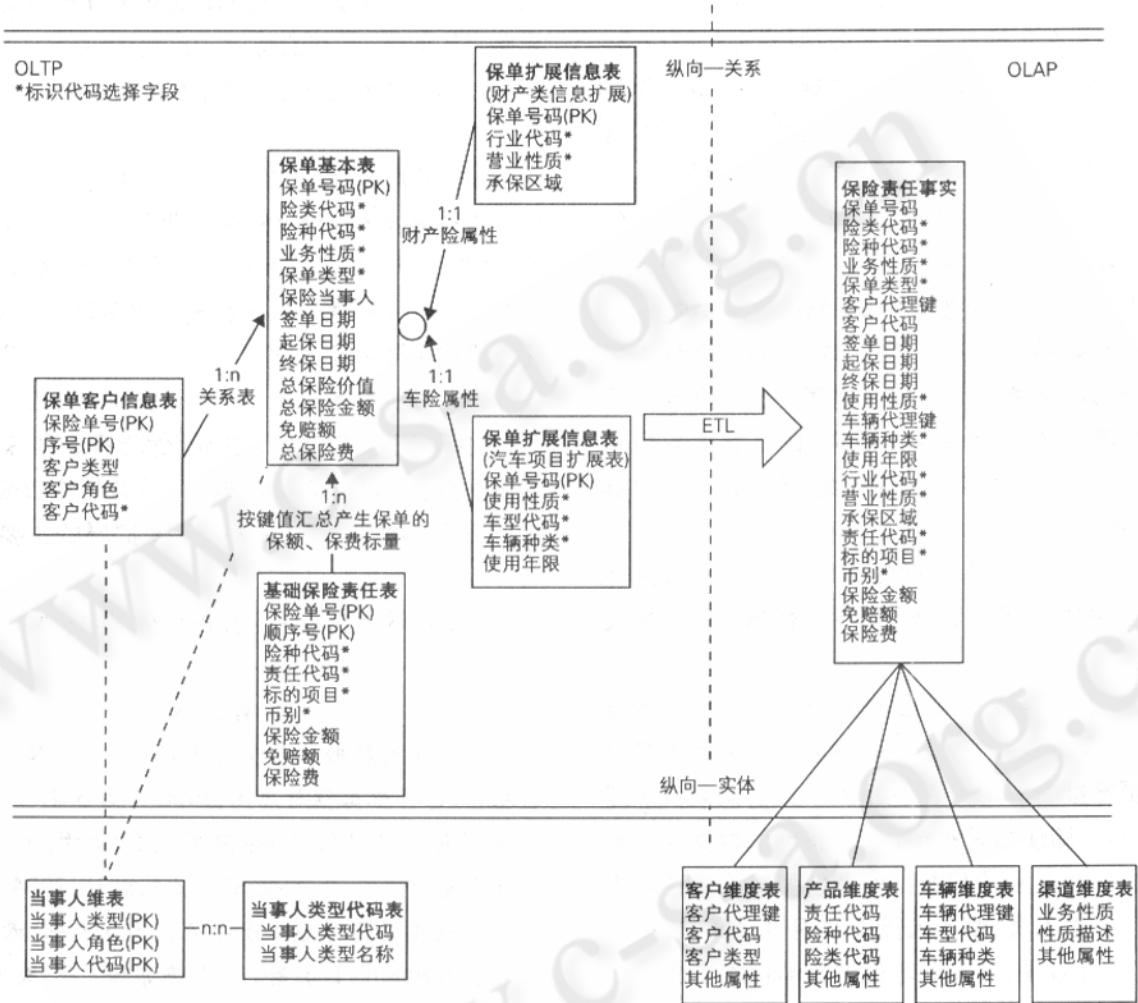 OLTP
*标识代码选择字段
纵向—关系
OLAP
保单扩展信息表
(财产类信息扩展)
保单号码(PK)
行业代码*
营业性质*
承保区域
保单基本表
保单号码(PK)
险类代码*
险种代码*
业务性质*
保单类型*
保险当事人
签单日期
起保日期
终保日期
总保险价值
总保险金额
免赔额
总保险费
1:1
财产险属性
1:1
车险属性
1:n
关系表
保单客户信息表
保险单号(PK)
序号(PK)
客户类型
客户角色
客户代码*
保单扩展信息表
(汽车项目扩展表)
保单号码(PK)
使用性质*
车型代码*
车辆种类*
使用年限
1:n
按键值汇总产生保单的
保额、保费标量
基础保险责任表
保险单号(PK)
顺序号(PK)
险种代码*
责任代码*
标的项目*
币别*
保险金额
免赔额
保险费
ETL
保险责任事实
保单号码
险类代码*
险种代码*
业务性质*
保单类型*
客户代理键
客户代码
签单日期
起保日期
终保日期
使用性质*
车辆代理键
车辆种类*
使用年限
行业代码*
营业性质*
承保区域
责任代码*
标的项目*
币别*
保险金额
免赔额
保险费
纵向—实体
当事人维表
当事人类型(PK)
当事人角色(PK)
当事人代码(PK)
n:n
当事人类型代码表
当事人类型代码
当事人类型名称
客户维度表
客户代理键
客户代码
客户类型
其他属性
产品维度表
责任代码
险种代码
险类代码
其他属性
车辆维度表
车辆代理键
车型代码
车辆种类
其他属性
渠道维度表
业务性质
性质描述
其他属性
www.c-sa.org.cn